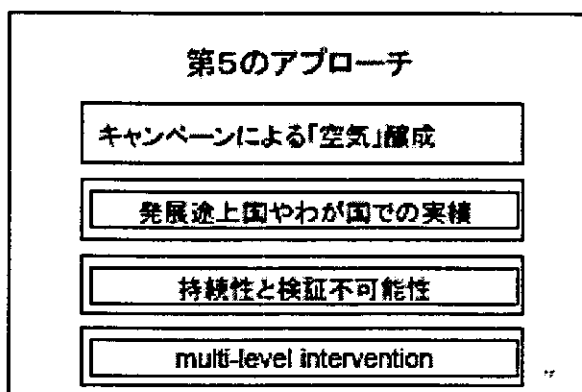 第5のアプローチ
キャンペーンによる「空気」醸成
発展途上国やわが国での実績
持続性と検証不可能性
multi-level intervention